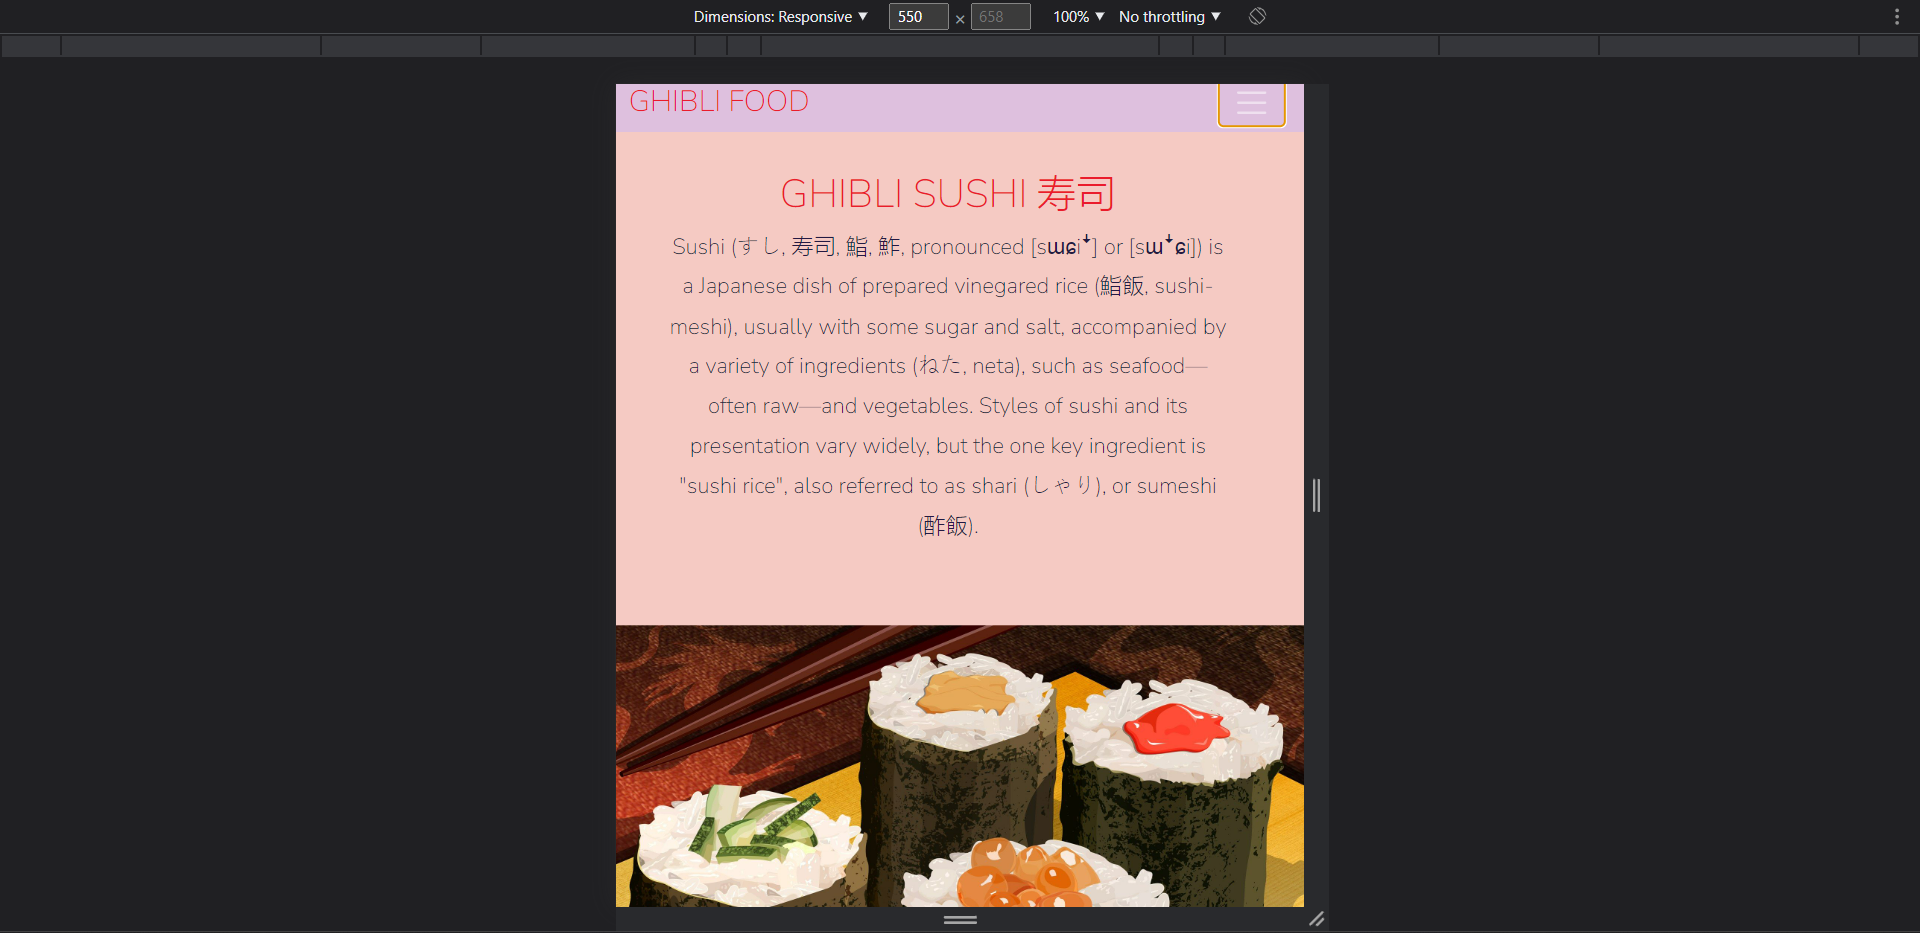 Dimensions: Responsive ▼ 550 × 658 100% ▼ No throttling ▼
GHIBLI FOOD
GHIBLI SUSHI 寿司
Sushi (すし, 寿司, 鮨, 鮓, pronounced [sɯɕiꜜ] or [sɯꜜɕi]) is
a Japanese dish of prepared vinegared rice (鮨飯, sushi-
meshi), usually with some sugar and salt, accompanied by
a variety of ingredients (ねた, neta), such as seafood—
often raw—and vegetables. Styles of sushi and its
presentation vary widely, but the one key ingredient is
"sushi rice", also referred to as shari (しゃり), or sumeshi
(酢飯).